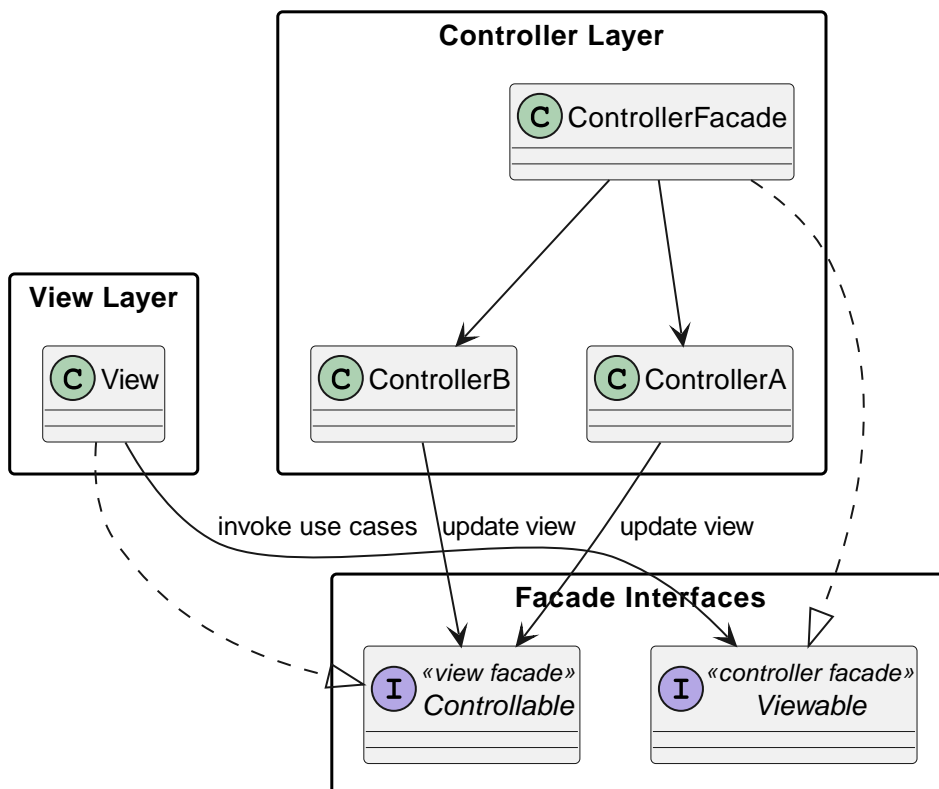 Controller Layer
C ControllerFacade
View Layer
C View
C ControllerB
C ControllerA
invoke use cases
update view
update view
Facade Interfaces
I «view facade»
Controllable
I «controller facade»
Viewable